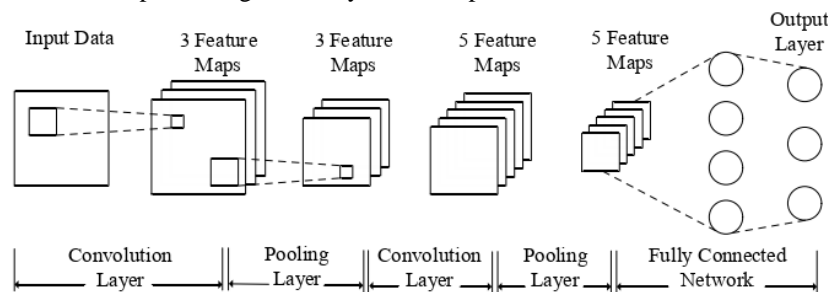 Input Data
3 Feature
Maps
3 Feature
Maps
5 Feature
Maps
5 Feature
Maps
Output
Layer
Convolution
Layer
Pooling
Layer
Convolution
Layer
Pooling
Layer
Fully Connected
Network